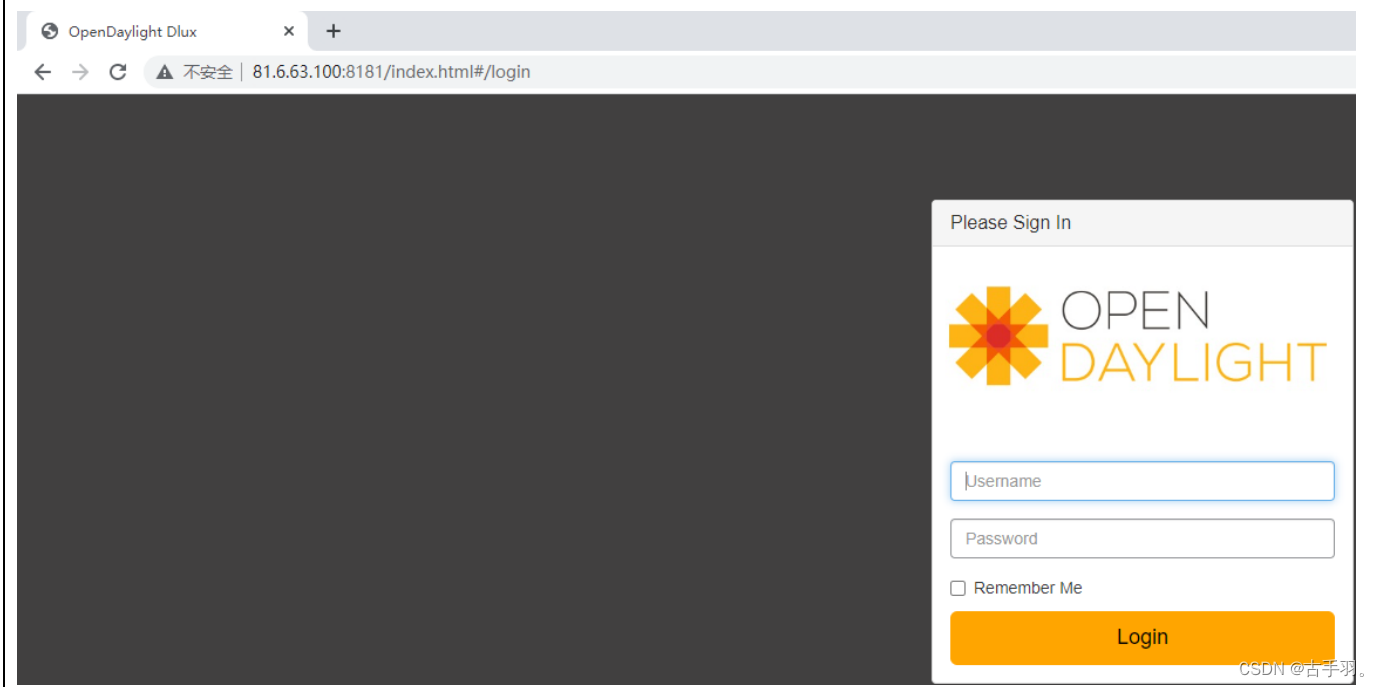 OpenDaylight Dlux
不安全 81.6.63.100:8181/index.html#/login
Please Sign In
OPEN
DAYLIGHT
Username
Password
Remember Me
Login
CSDN @古手羽。